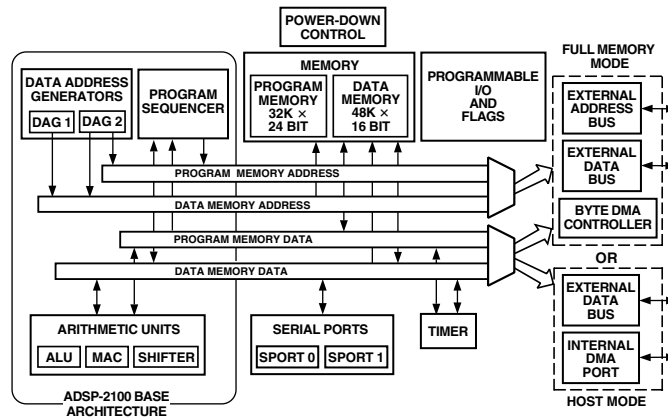 POWER-DOWN
CONTROL
DATA ADDRESS
GENERATORS
DAG 1
DAG 2
PROGRAM
SEQUENCER
MEMORY
PROGRAM
MEMORY
32K ×
24 BIT
DATA
MEMORY
48K ×
16 BIT
PROGRAMMABLE
I/O
AND
FLAGS
FULL MEMORY
MODE
EXTERNAL
ADDRESS
BUS
EXTERNAL
DATA
BUS
BYTE DMA
CONTROLLER
OR
EXTERNAL
DATA
BUS
INTERNAL
DMA
PORT
HOST MODE
PROGRAM MEMORY ADDRESS
DATA MEMORY ADDRESS
PROGRAM MEMORY DATA
DATA MEMORY DATA
ARITHMETIC UNITS
ALU
MAC
SHIFTER
SERIAL PORTS
SPORT 0
SPORT 1
TIMER
ADSP-2100 BASE
ARCHITECTURE